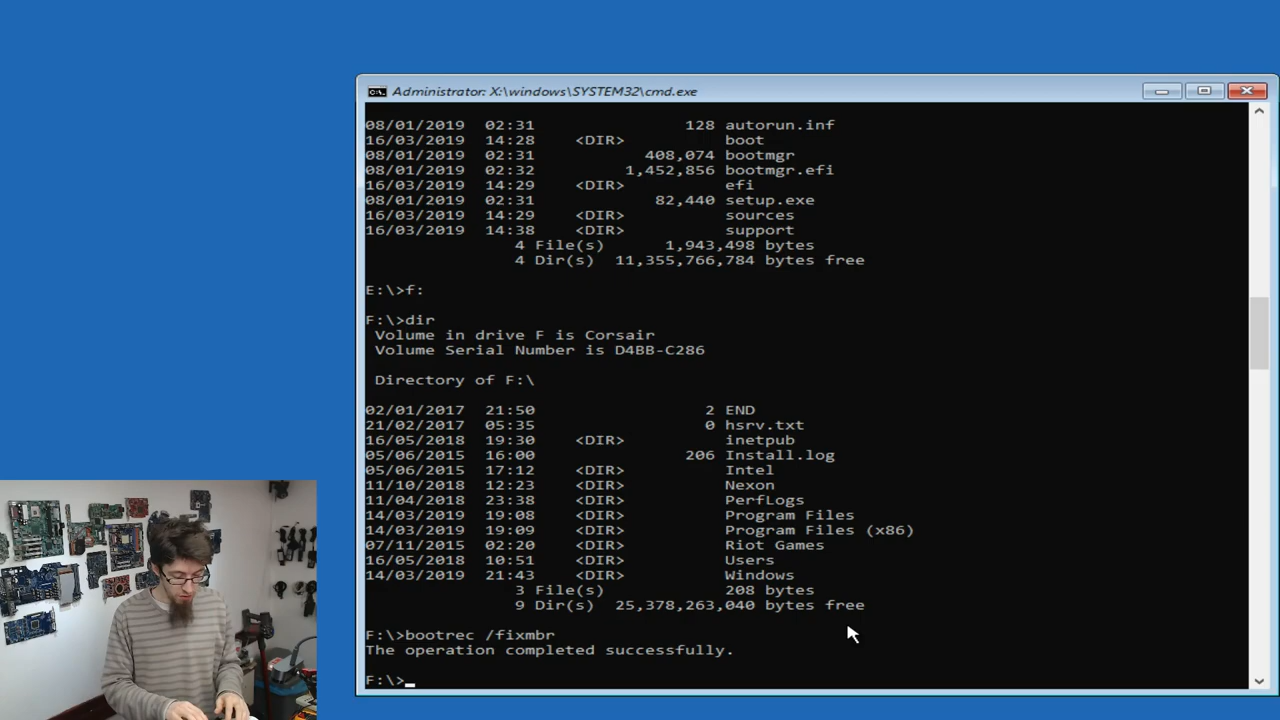 Administrator: X:\windows\SYSTEM32\cmd.exe
08/01/2019  02:31               128 autorun.inf
16/03/2019  14:28    <DIR>          boot
08/01/2019  02:31           408,074 bootmgr
08/01/2019  02:32         1,452,856 bootmgr.efi
16/03/2019  14:29    <DIR>          efi
08/01/2019  02:31            82,440 setup.exe
16/03/2019  14:29    <DIR>          sources
16/03/2019  14:38    <DIR>          support
4 File(s)      1,943,498 bytes
4 Dir(s)  11,355,766,784 bytes free
E:\>f:
F:\>dir
Volume in drive F is Corsair
Volume Serial Number is D4BB-C286
Directory of F:\
02/01/2017  21:50                 2 END
21/02/2017  05:35                 0 hsrv.txt
16/05/2018  19:30    <DIR>          inetpub
05/06/2015  16:00               206 Install.log
05/06/2015  17:12    <DIR>          Intel
11/10/2018  12:23    <DIR>          Nexon
11/04/2018  23:38    <DIR>          PerfLogs
14/03/2019  19:08    <DIR>          Program Files
14/03/2019  19:09    <DIR>          Program Files (x86)
07/11/2015  02:20    <DIR>          Riot Games
16/05/2018  10:51    <DIR>          Users
14/03/2019  21:43    <DIR>          Windows
3 File(s)            208 bytes
9 Dir(s)  25,378,263,040 bytes free
F:\>bootrec /fixmbr
The operation completed successfully.
F:\>